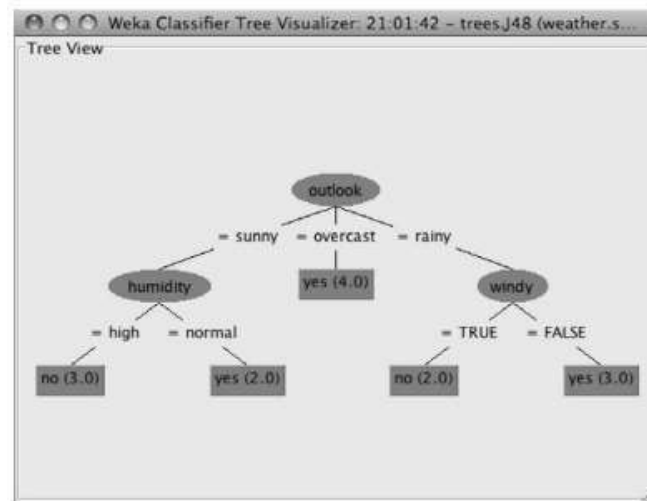 Weka Classifier Tree Visualizer: 21:01:42 – trees.J48 (weather.s...
Tree View
outlook
= sunny = overcast = rainy
humidity yes (4.0) windy
= high = normal = TRUE = FALSE
no (3.0) yes (2.0) no (2.0) yes (3.0)